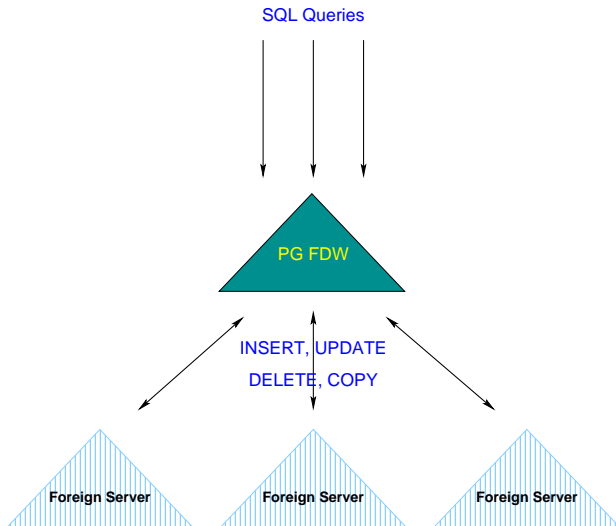 SQL Queries
PG FDW
INSERT, UPDATE
DELETE, COPY
Foreign Server
Foreign Server
Foreign Server